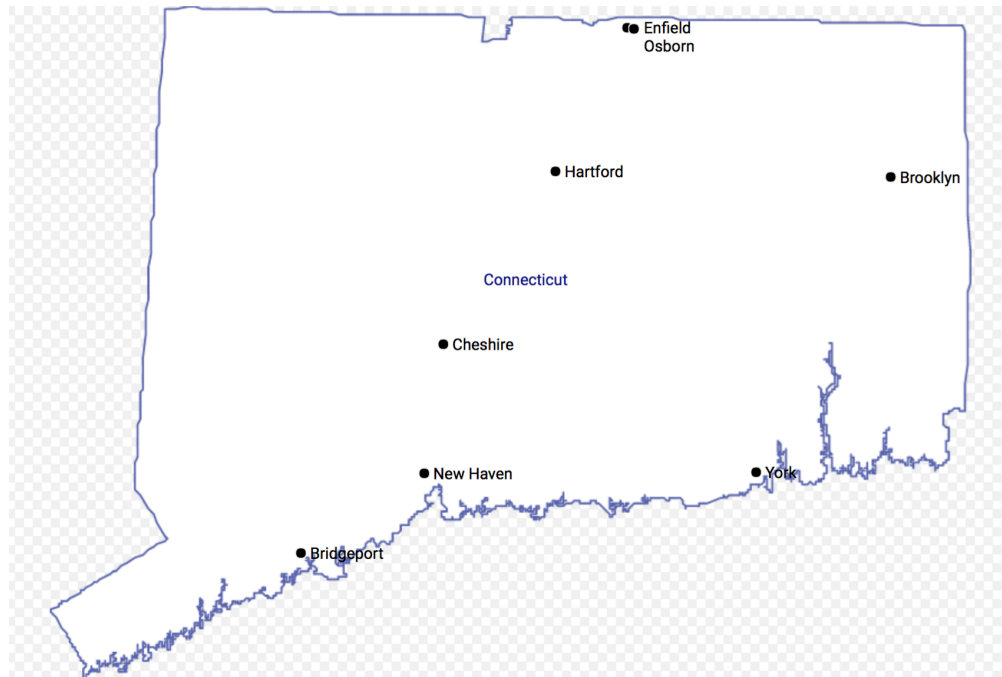 Enfield
Osborn
Hartford
Brooklyn
Connecticut
Cheshire
New Haven
York
Bridgeport